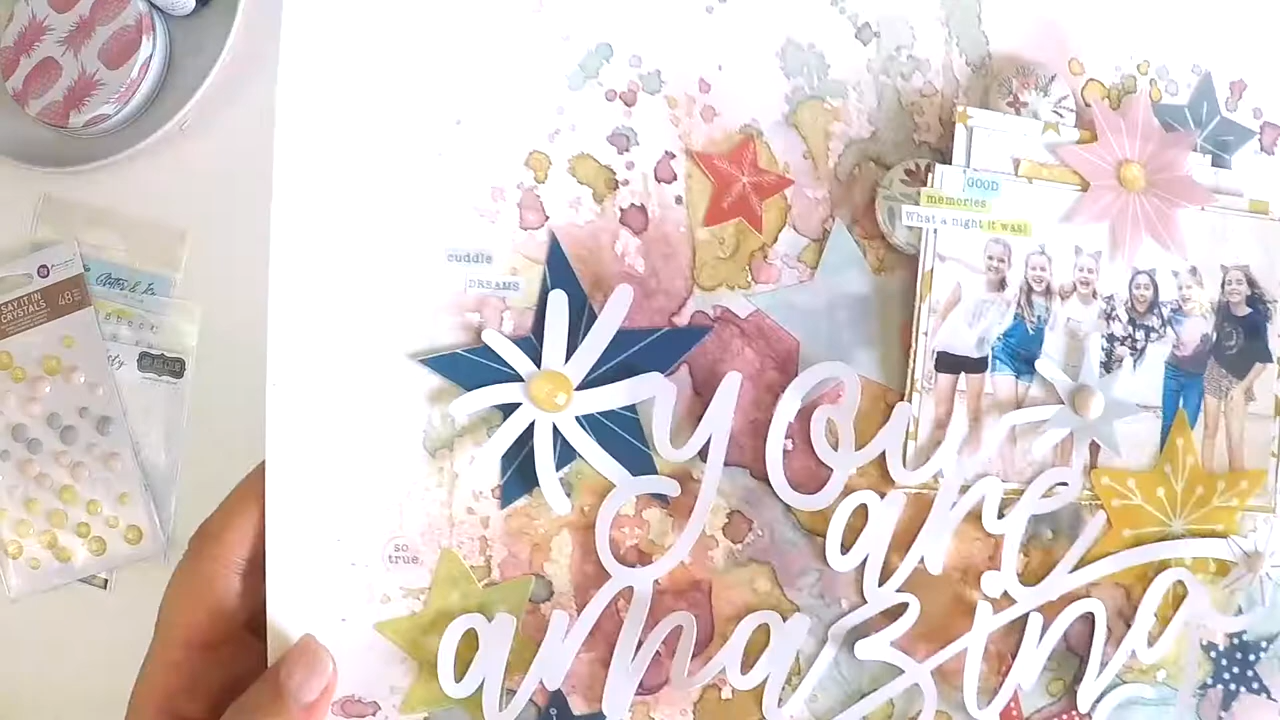 GOOD
memories
What a night it was!
cuddle
DREAMS
SAY IT IN
CRYSTALS
48
you
are
so
true,
amazing